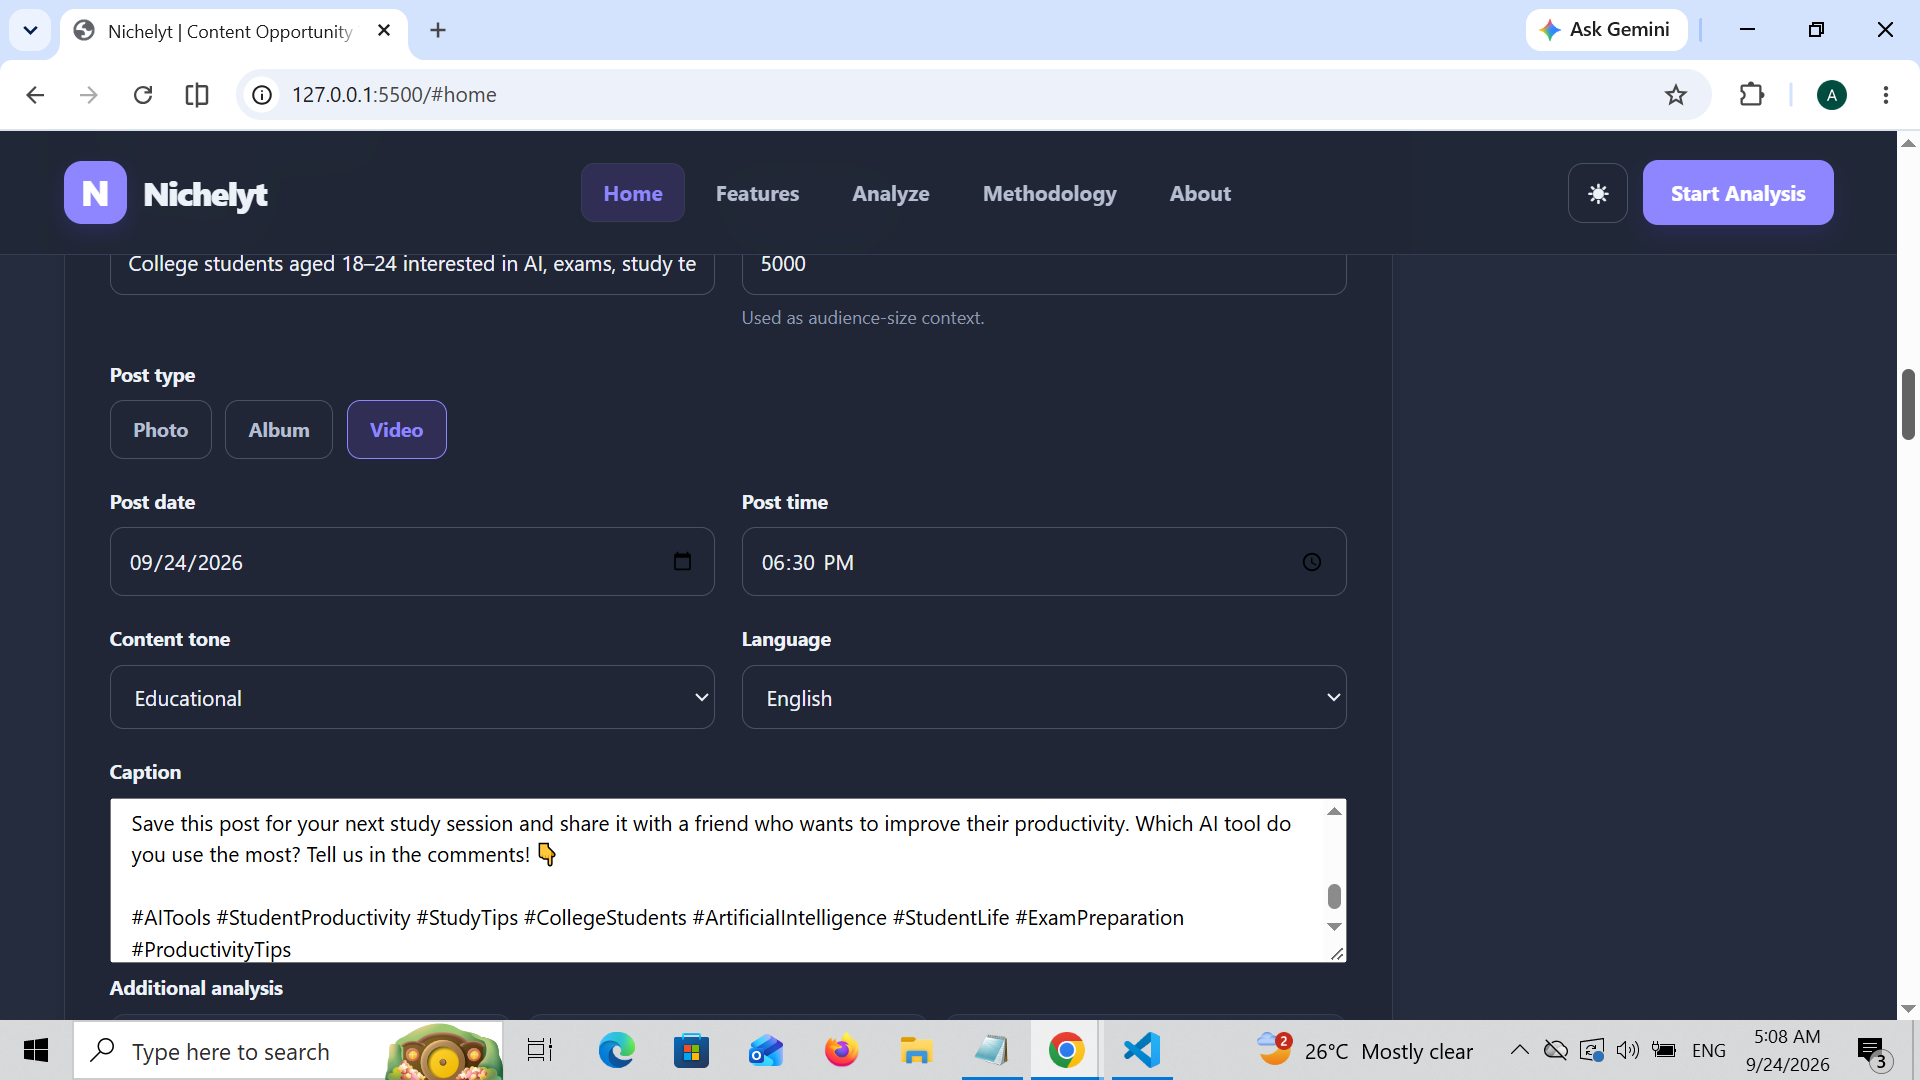 Nichelyt | Content Opportunity
Ask Gemini
127.0.0.1:5500/#home
A
N
Nichelyt
Home
Features
Analyze
Methodology
About
Start Analysis
College students aged 18–24 interested in AI, exams, study te
5000
Used as audience-size context.
Post type
Photo
Album
Video
Post date
Post time
09/24/2026
06:30 PM
Content tone
Language
Educational
English
Caption
Save this post for your next study session and share it with a friend who wants to improve their productivity. Which AI tool do
you use the most? Tell us in the comments! 👇
#AITools #StudentProductivity #StudyTips #CollegeStudents #ArtificialIntelligence #StudentLife #ExamPreparation
#ProductivityTips
Additional analysis
Type here to search
2
26°C Mostly clear
ENG
5:08 AM
9/24/2026
3